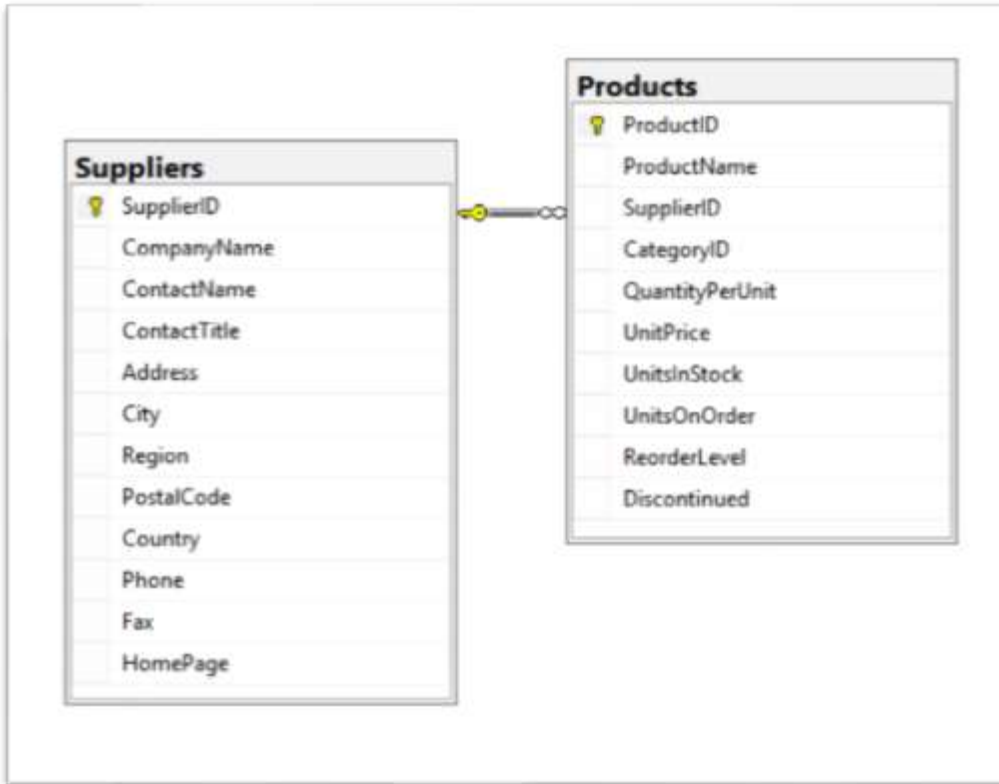 Suppliers
SupplierID
CompanyName
ContactName
ContactTitle
Address
City
Region
PostalCode
Country
Phone
Fax
HomePage
Products
ProductID
ProductName
SupplierID
CategoryID
QuantityPerUnit
UnitPrice
UnitsInStock
UnitsOnOrder
ReorderLevel
Discontinued